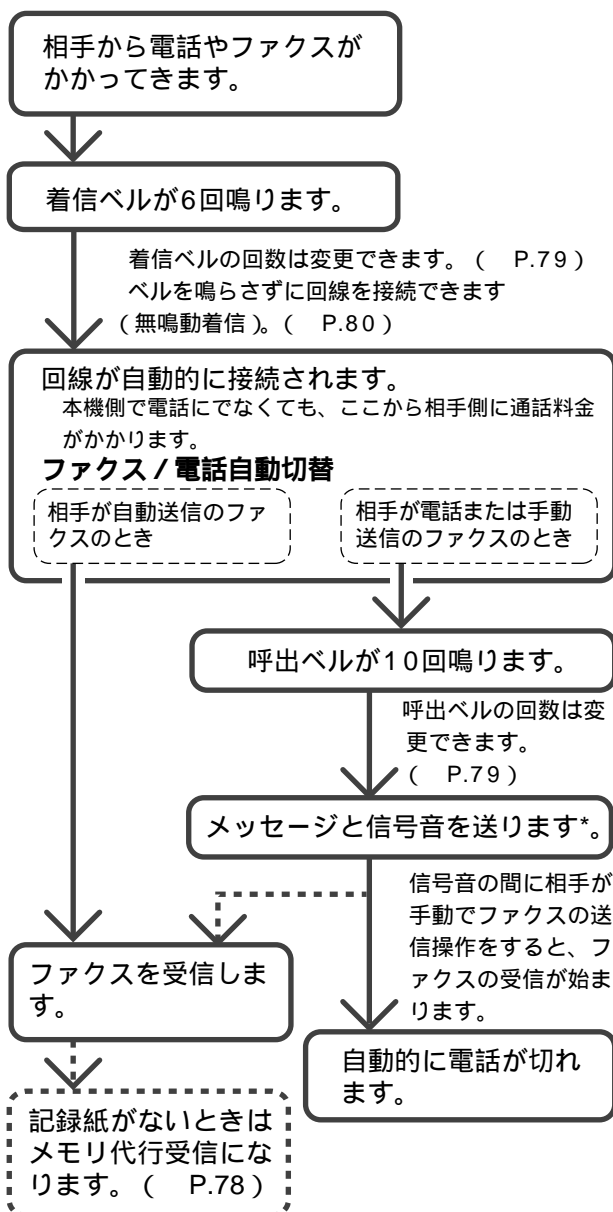 相手から電話やファクスが
かかってきます。
着信ベルが6回鳴ります。
着信ベルの回数は変更できます。( P.79)
ベルを鳴らさずに回線を接続できます
(無鳴動着信)。( P.80)
回線が自動的に接続されます。
本機側で電話にでなくても、ここから相手側に通話料金
がかかります。
ファクス/電話自動切替
相手が自動送信のファ
クスのとき
相手が電話または手動
送信のファクスのとき
呼出ベルが10回鳴ります。
呼出ベルの回数は変
更できます。
( P.79)
メッセージと信号音を送ります*。
信号音の間に相手が
手動でファクスの送
信操作をすると、フ
ァクスの受信が始ま
ります。
ファクスを受信しま
す。
自動的に電話が切れ
ます。
記録紙がないときは
メモリ代行受信にな
ります。( P.78)